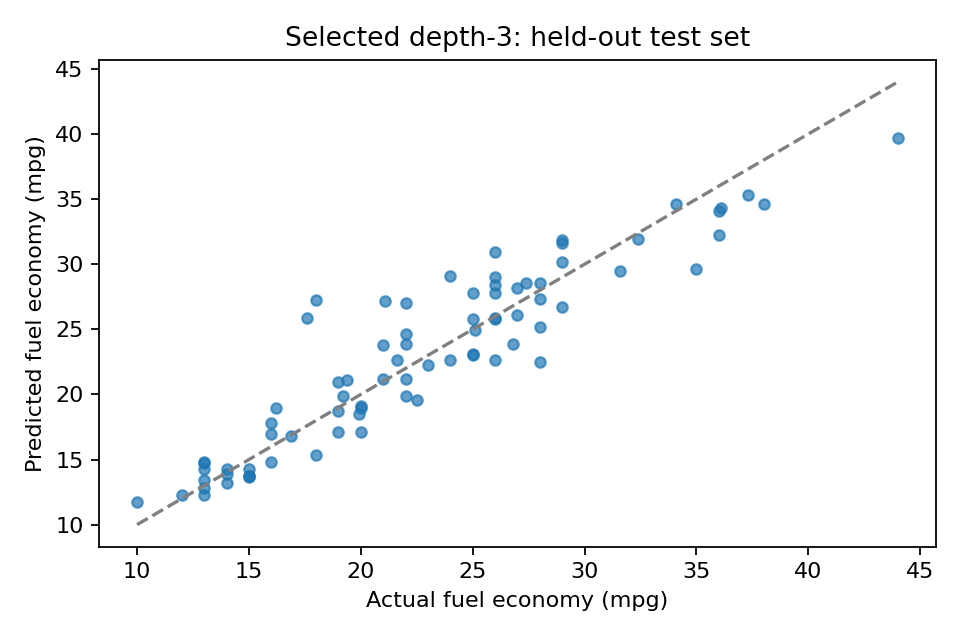 Selected depth-3: held-out test set
45
40
35
30
25
20
15
10
Predicted fuel economy (mpg)
10 15 20 25 30 35 40 45
Actual fuel economy (mpg)